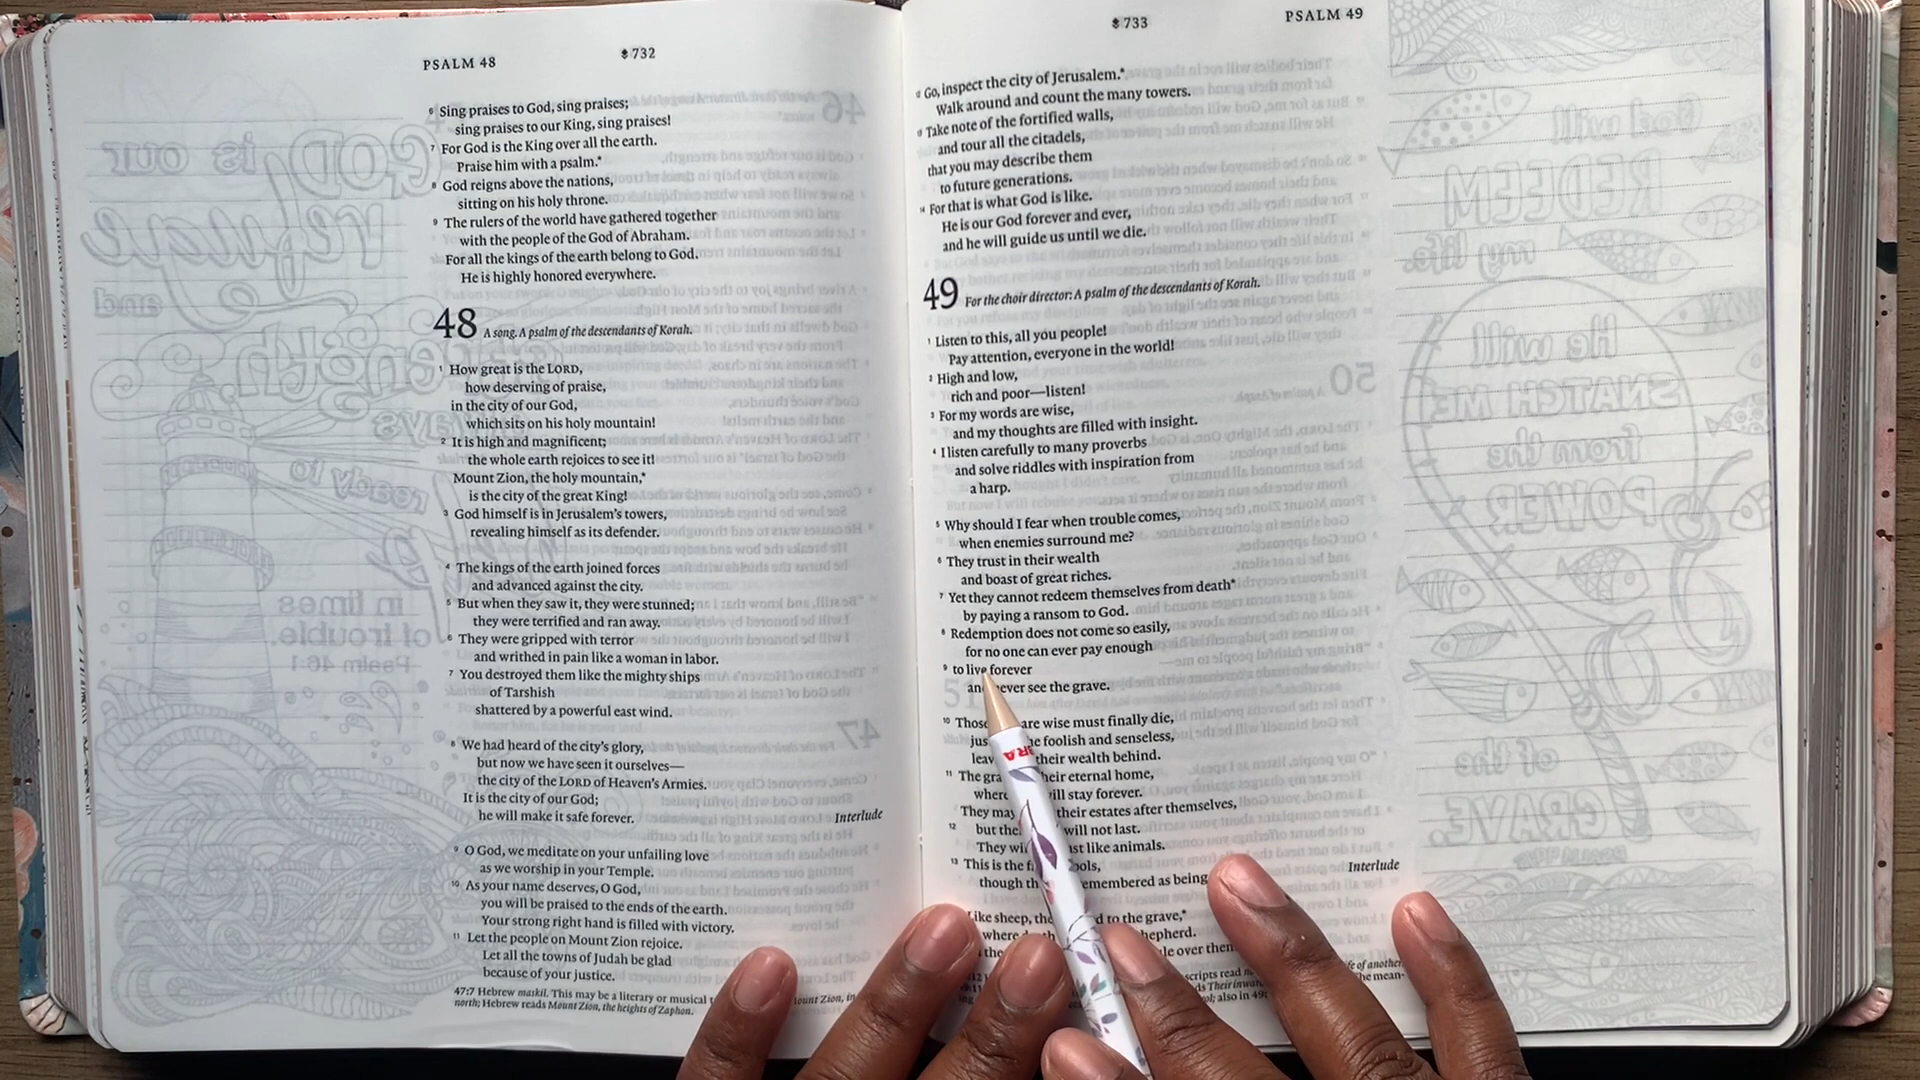 PSALM 48
732
6 Sing praises to God, sing praises;
sing praises to our King, sing praises!
7 For God is the King over all the earth.
Praise him with a psalm.*
8 God reigns above the nations,
sitting on his holy throne.
9 The rulers of the world have gathered together
with the people of the God of Abraham.
For all the kings of the earth belong to God.
He is highly honored everywhere.
48 A song. A psalm of the descendants of Korah.
1 How great is the LORD,
how deserving of praise,
in the city of our God,
which sits on his holy mountain!
2 It is high and magnificent;
the whole earth rejoices to see it!
Mount Zion, the holy mountain,*
is the city of the great King!
3 God himself is in Jerusalem's towers,
revealing himself as its defender.
4 The kings of the earth joined forces
and advanced against the city.
5 But when they saw it, they were stunned;
they were terrified and ran away.
6 They were gripped with terror
and writhed in pain like a woman in labor.
7 You destroyed them like the mighty ships
of Tarshish
shattered by a powerful east wind.
8 We had heard of the city's glory,
but now we have seen it ourselves—
the city of the LORD of Heaven's Armies.
It is the city of our God;
he will make it safe forever.
Interlude
9 O God, we meditate on your unfailing love
as we worship in your Temple.
10 As your name deserves, O God,
you will be praised to the ends of the earth.
Your strong right hand is filled with victory.
11 Let the people on Mount Zion rejoice.
Let all the towns of Judah be glad
because of your justice.
47:7 Hebrew maskil. This may be a literary or musical
ount Zion, in
north; Hebrew reads Mount Zion, the heights of Zaphon.
733
PSALM 49
12 Go, inspect the city of Jerusalem.*
Walk around and count the many towers.
13 Take note of the fortified walls,
and tour all the citadels,
that you may describe them
to future generations.
14 For that is what God is like.
He is our God forever and ever,
and he will guide us until we die.
49 For the choir director: A psalm of the descendants of Korah.
1 Listen to this, all you people!
Pay attention, everyone in the world!
2 High and low,
rich and poor—listen!
3 For my words are wise,
and my thoughts are filled with insight.
4 I listen carefully to many proverbs
and solve riddles with inspiration from
a harp.
5 Why should I fear when trouble comes,
when enemies surround me?
6 They trust in their wealth
and boast of great riches.
7 Yet they cannot redeem themselves from death*
by paying a ransom to God.
8 Redemption does not come so easily,
for no one can ever pay enough
9 to live forever
and never see the grave.
10 Those are wise must finally die,
foolish and senseless,
their wealth behind.
11 The their eternal home,
will stay forever.
They may their estates after themselves,
12 but will not last.
They just like animals.
13 This is the
though remembered as being
Interlude
Like sheep, to the grave,*
where
over
also in 49: